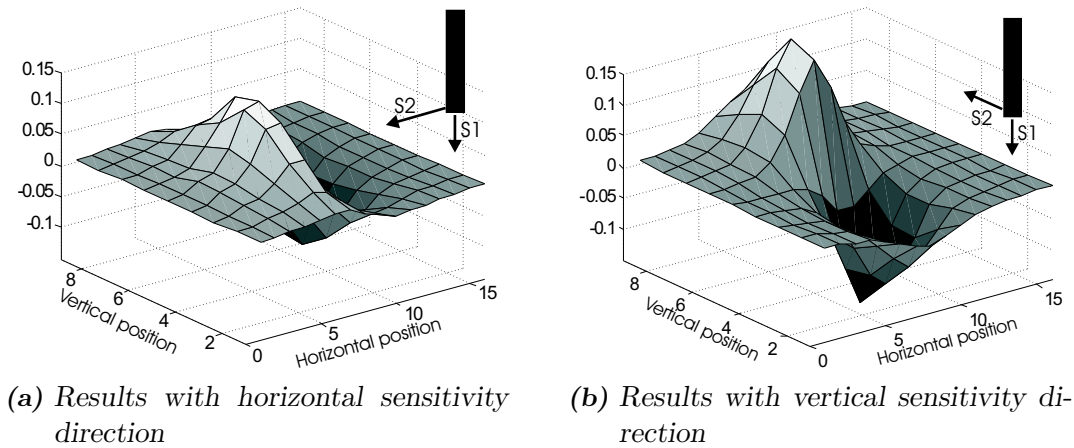 0.15
0.1
0.05
0
-0.05
-0.1
8
6
4
2
0
5
10
15
Vertical position
Horizontal position
S2
S1
0.15
0.1
0.05
0
-0.05
-0.1
8
6
4
2
0
5
10
15
Vertical position
Horizontal position
S2
S1
(a) Results with horizontal sensitivity
direction
(b) Results with vertical sensitivity di-
rection